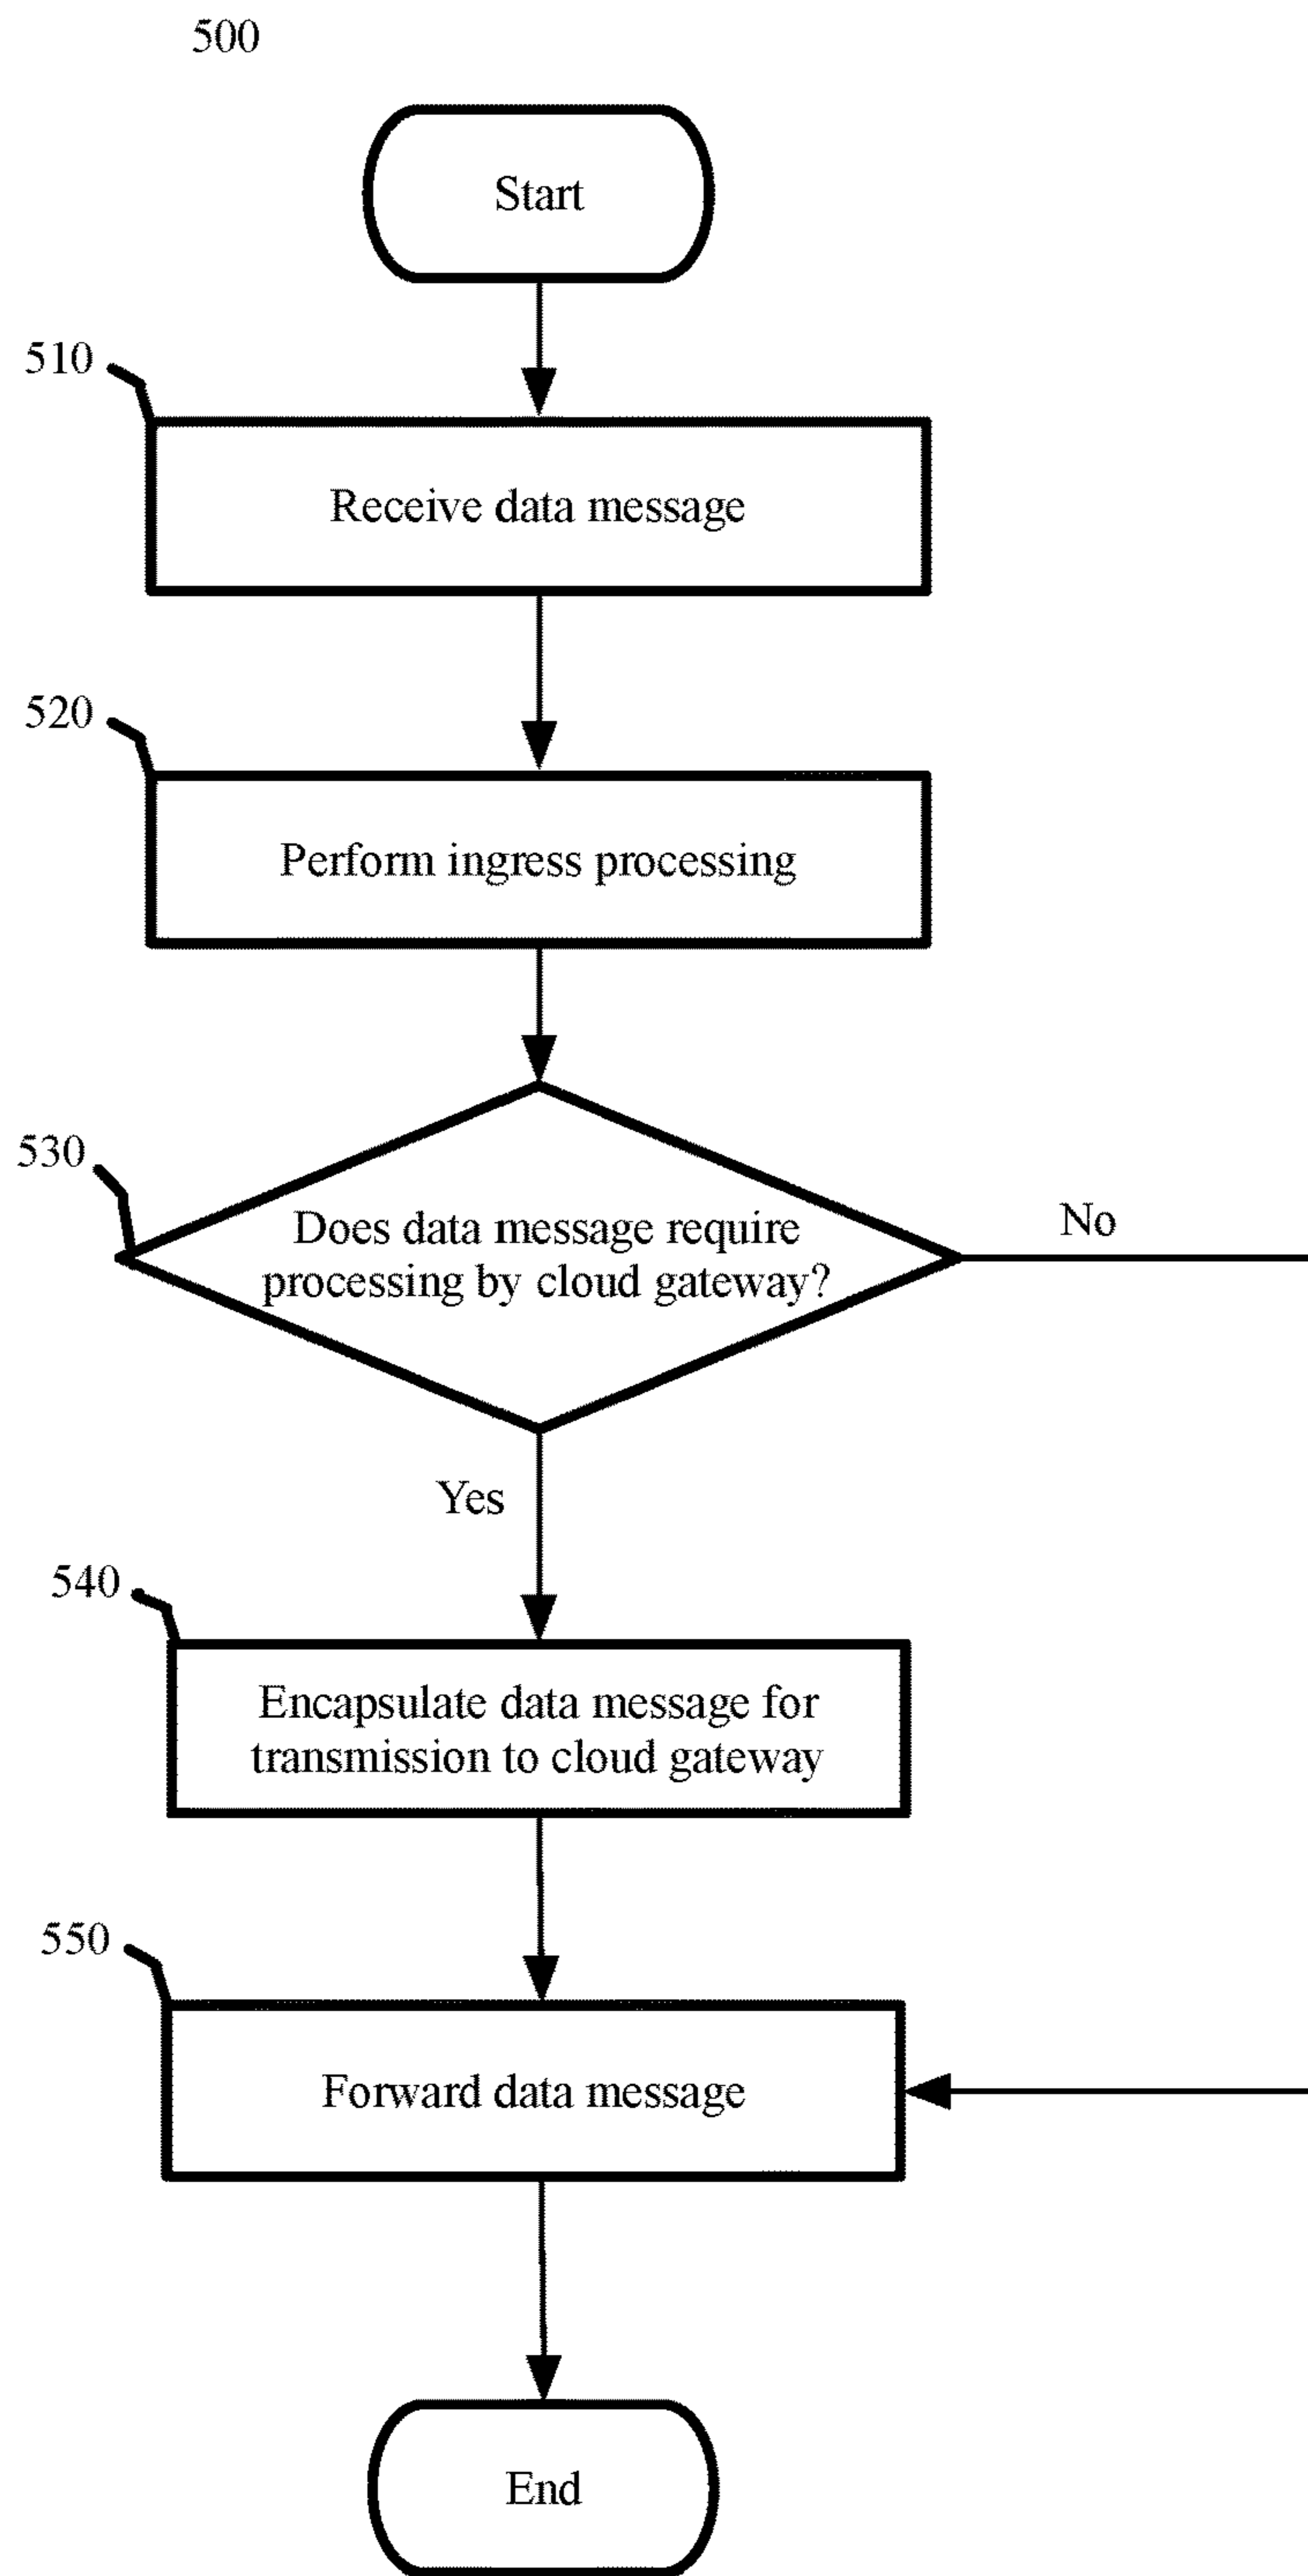 500
Start
510
Receive data message
520
Perform ingress processing
530
Does data message require
processing by cloud gateway?
No
Yes
540
Encapsulate data message for
transmission to cloud gateway
550
Forward data message
End